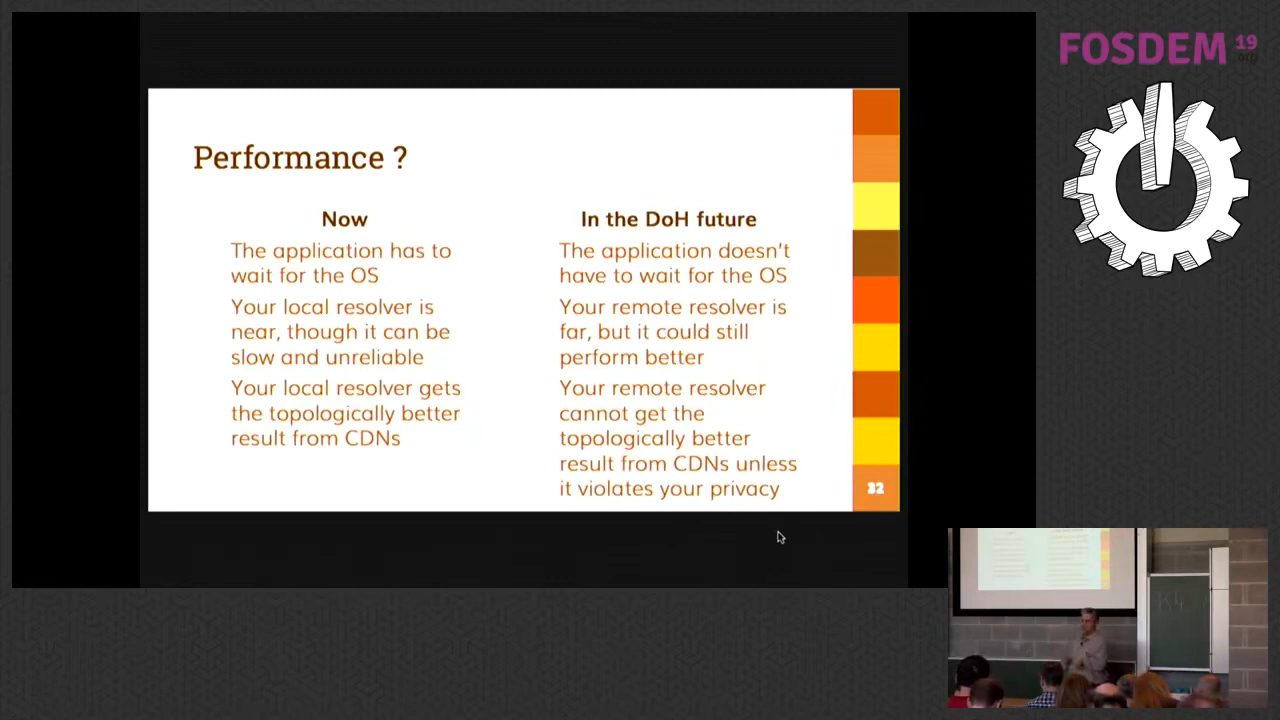 FOSDEM 19
.org
Performance ?
Now
The application has to
wait for the OS
Your local resolver is
near, though it can be
slow and unreliable
Your local resolver gets
the topologically better
result from CDNs
In the DoH future
The application doesn't
have to wait for the OS
Your remote resolver is
far, but it could still
perform better
Your remote resolver
cannot get the
topologically better
result from CDNs unless
it violates your privacy
32